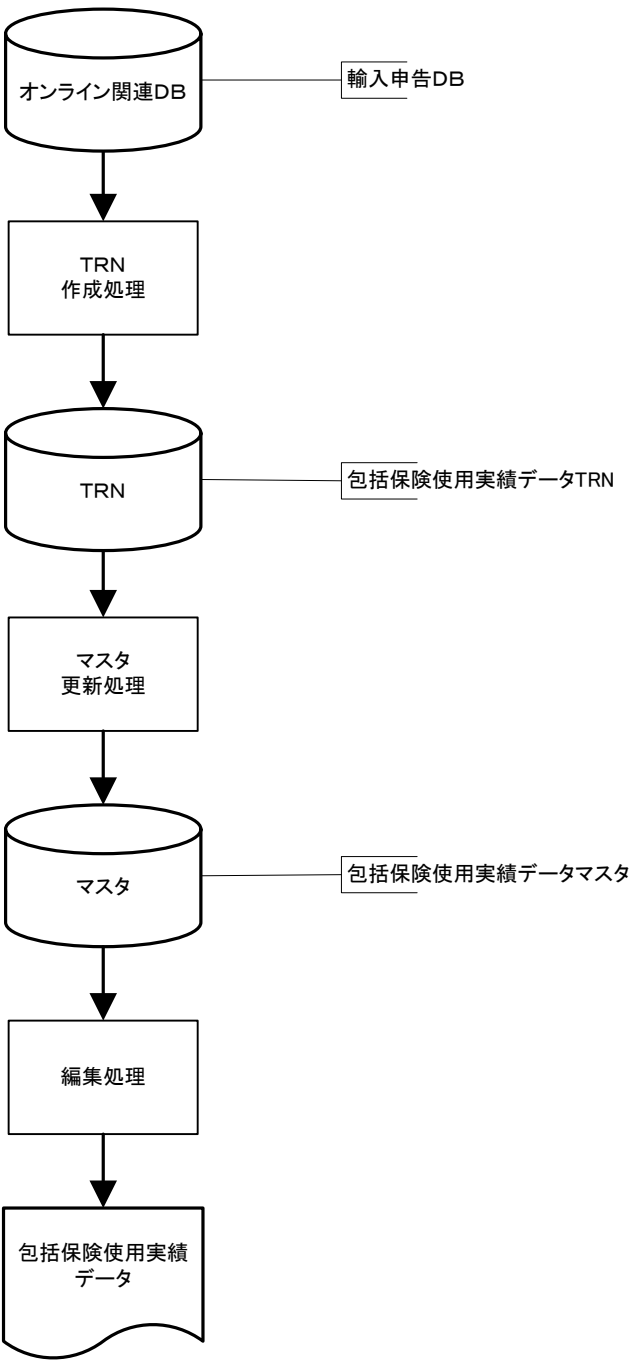 オンライン関連DB
輸入申告DB
TRN
作成処理
TRN
包括保険使用実績データTRN
マスタ
更新処理
マスタ
包括保険使用実績データマスタ
編集処理
包括保険使用実績
データ